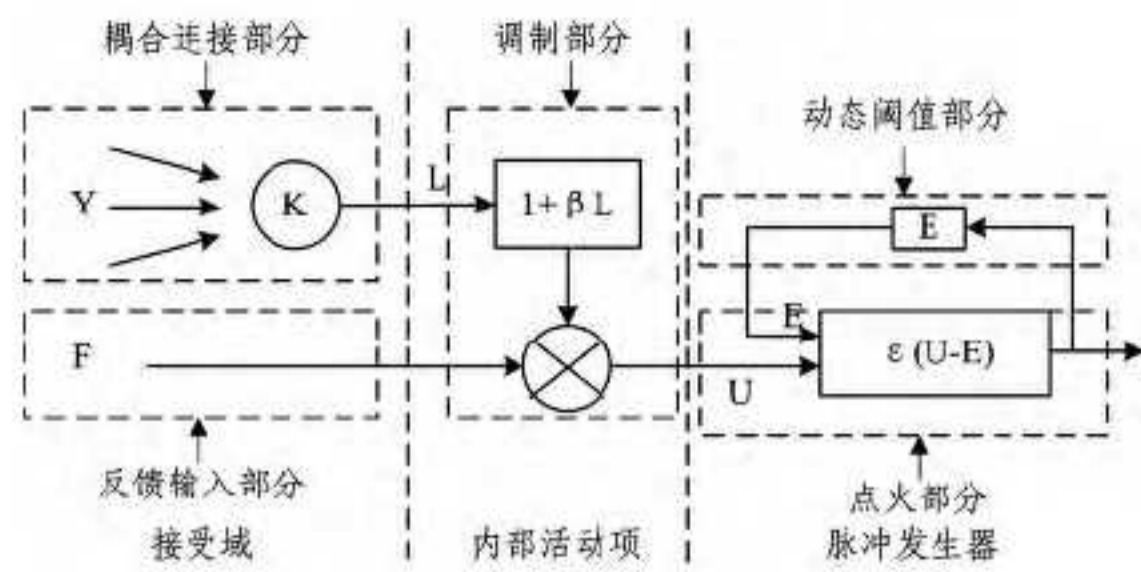 耦合连接部分
调制部分
动态阈值部分
Y
K
L
1+ β L
E
E
F
ε (U-E)
U
反馈输入部分
点火部分
接受域
内部活动项
脉冲发生器